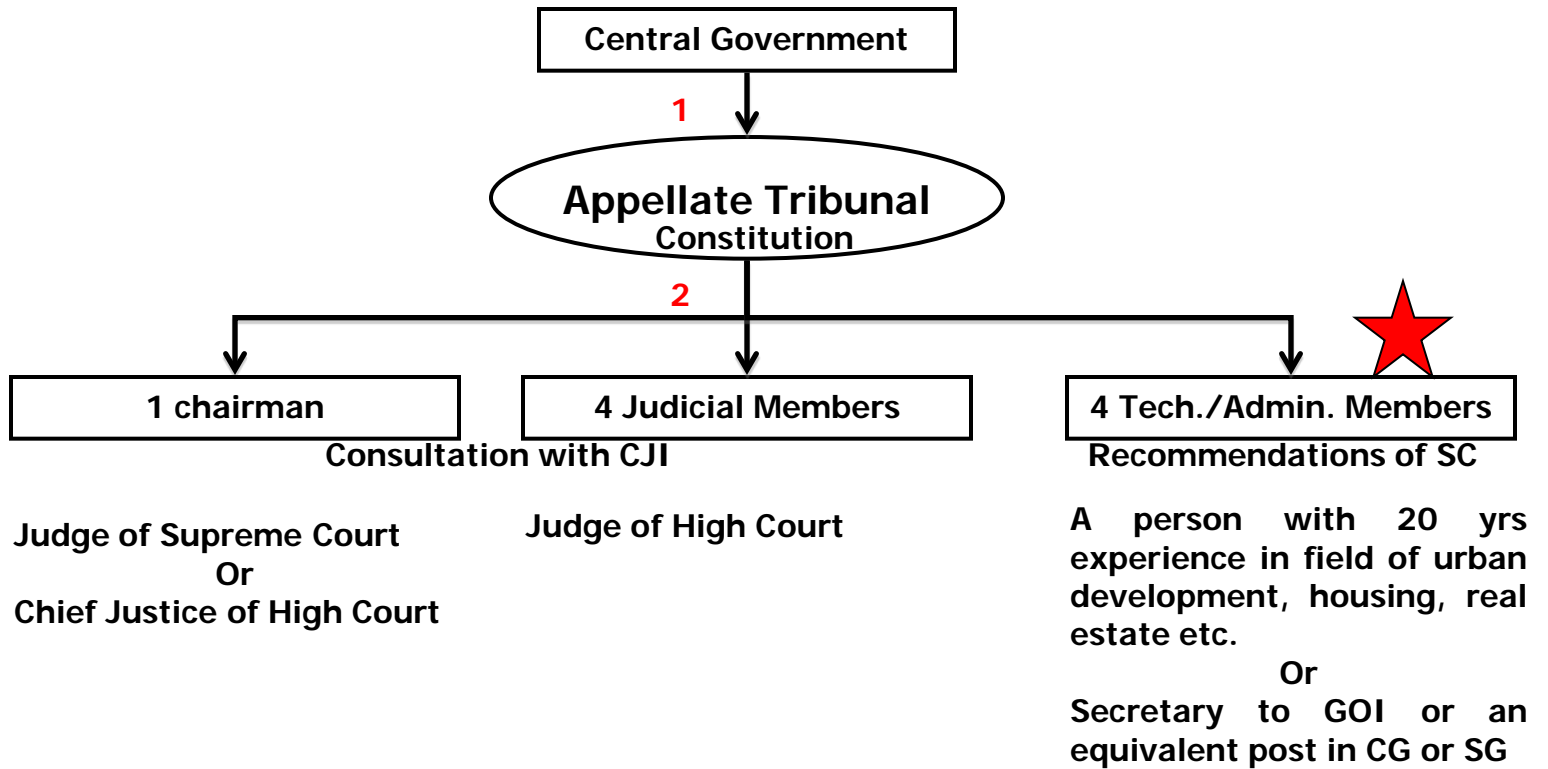 Central Government
1
Appellate Tribunal
Constitution
2
1 chairman
4 Judicial Members
4 Tech./Admin. Members
Consultation with CJI
Recommendations of SC
Judge of Supreme Court
Or
Chief Justice of High Court
Judge of High Court
A person with 20 yrs
experience in field of urban
development, housing, real
estate etc.
Or
Secretary to GOI or an
equivalent post in CG or SG